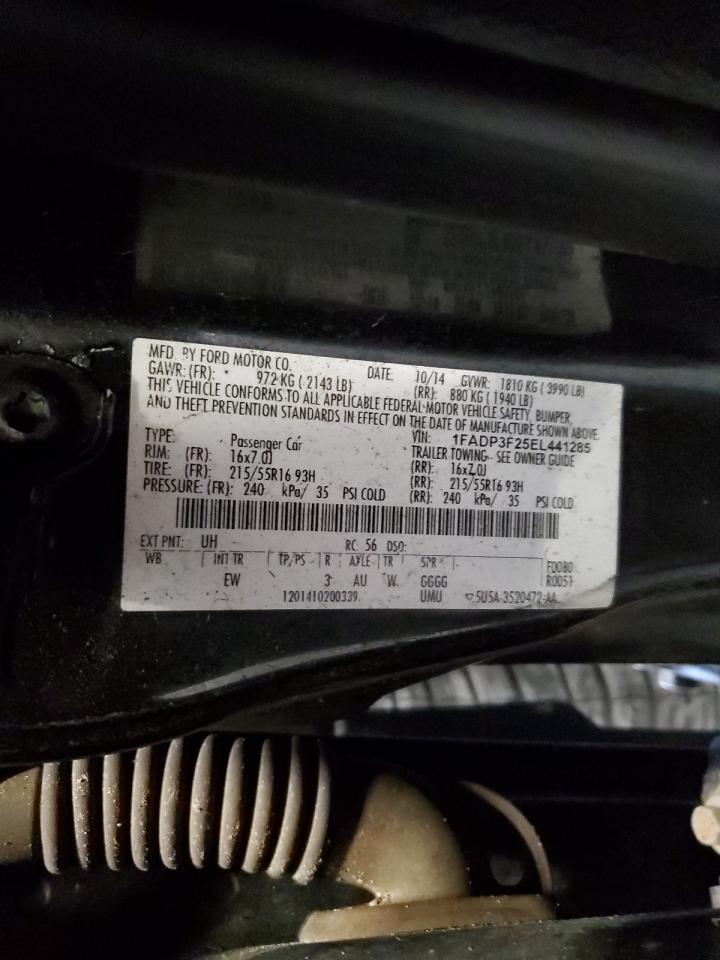 MFD. BY FORD MOTOR CO. DATE: 10/14 GVWR: 1810 KG ( 3990 LB)
GAWR: (FR): 972 KG ( 2143 LB) (RR): 880 KG ( 1940 LB)
THIS VEHICLE CONFORMS TO ALL APPLICABLE FEDERAL MOTOR VEHICLE SAFETY, BUMPER,
AND THEFT PREVENTION STANDARDS IN EFFECT ON THE DATE OF MANUFACTURE SHOWN ABOVE.
VIN: 1FADP3F25EL441285
TYPE: Passenger Car TRAILER TOWING - SEE OWNER GUIDE
RIM: (FR): 16x7.0J (RR): 16x7.0J
TIRE: (FR): 215/55R16 93H (RR): 215/55R16 93H
PRESSURE: (FR): 240 kPa/ 35 PSI COLD (RR): 240 kPa/ 35 PSI COLD
EXT PNT: UH RC: 56 DSO:
WB INT TR TP/PS R AXLE TR SPR F0080
EW 3 AU W GGGG R0051
1201410200339 UMU ▽5U5A-3520472-AA